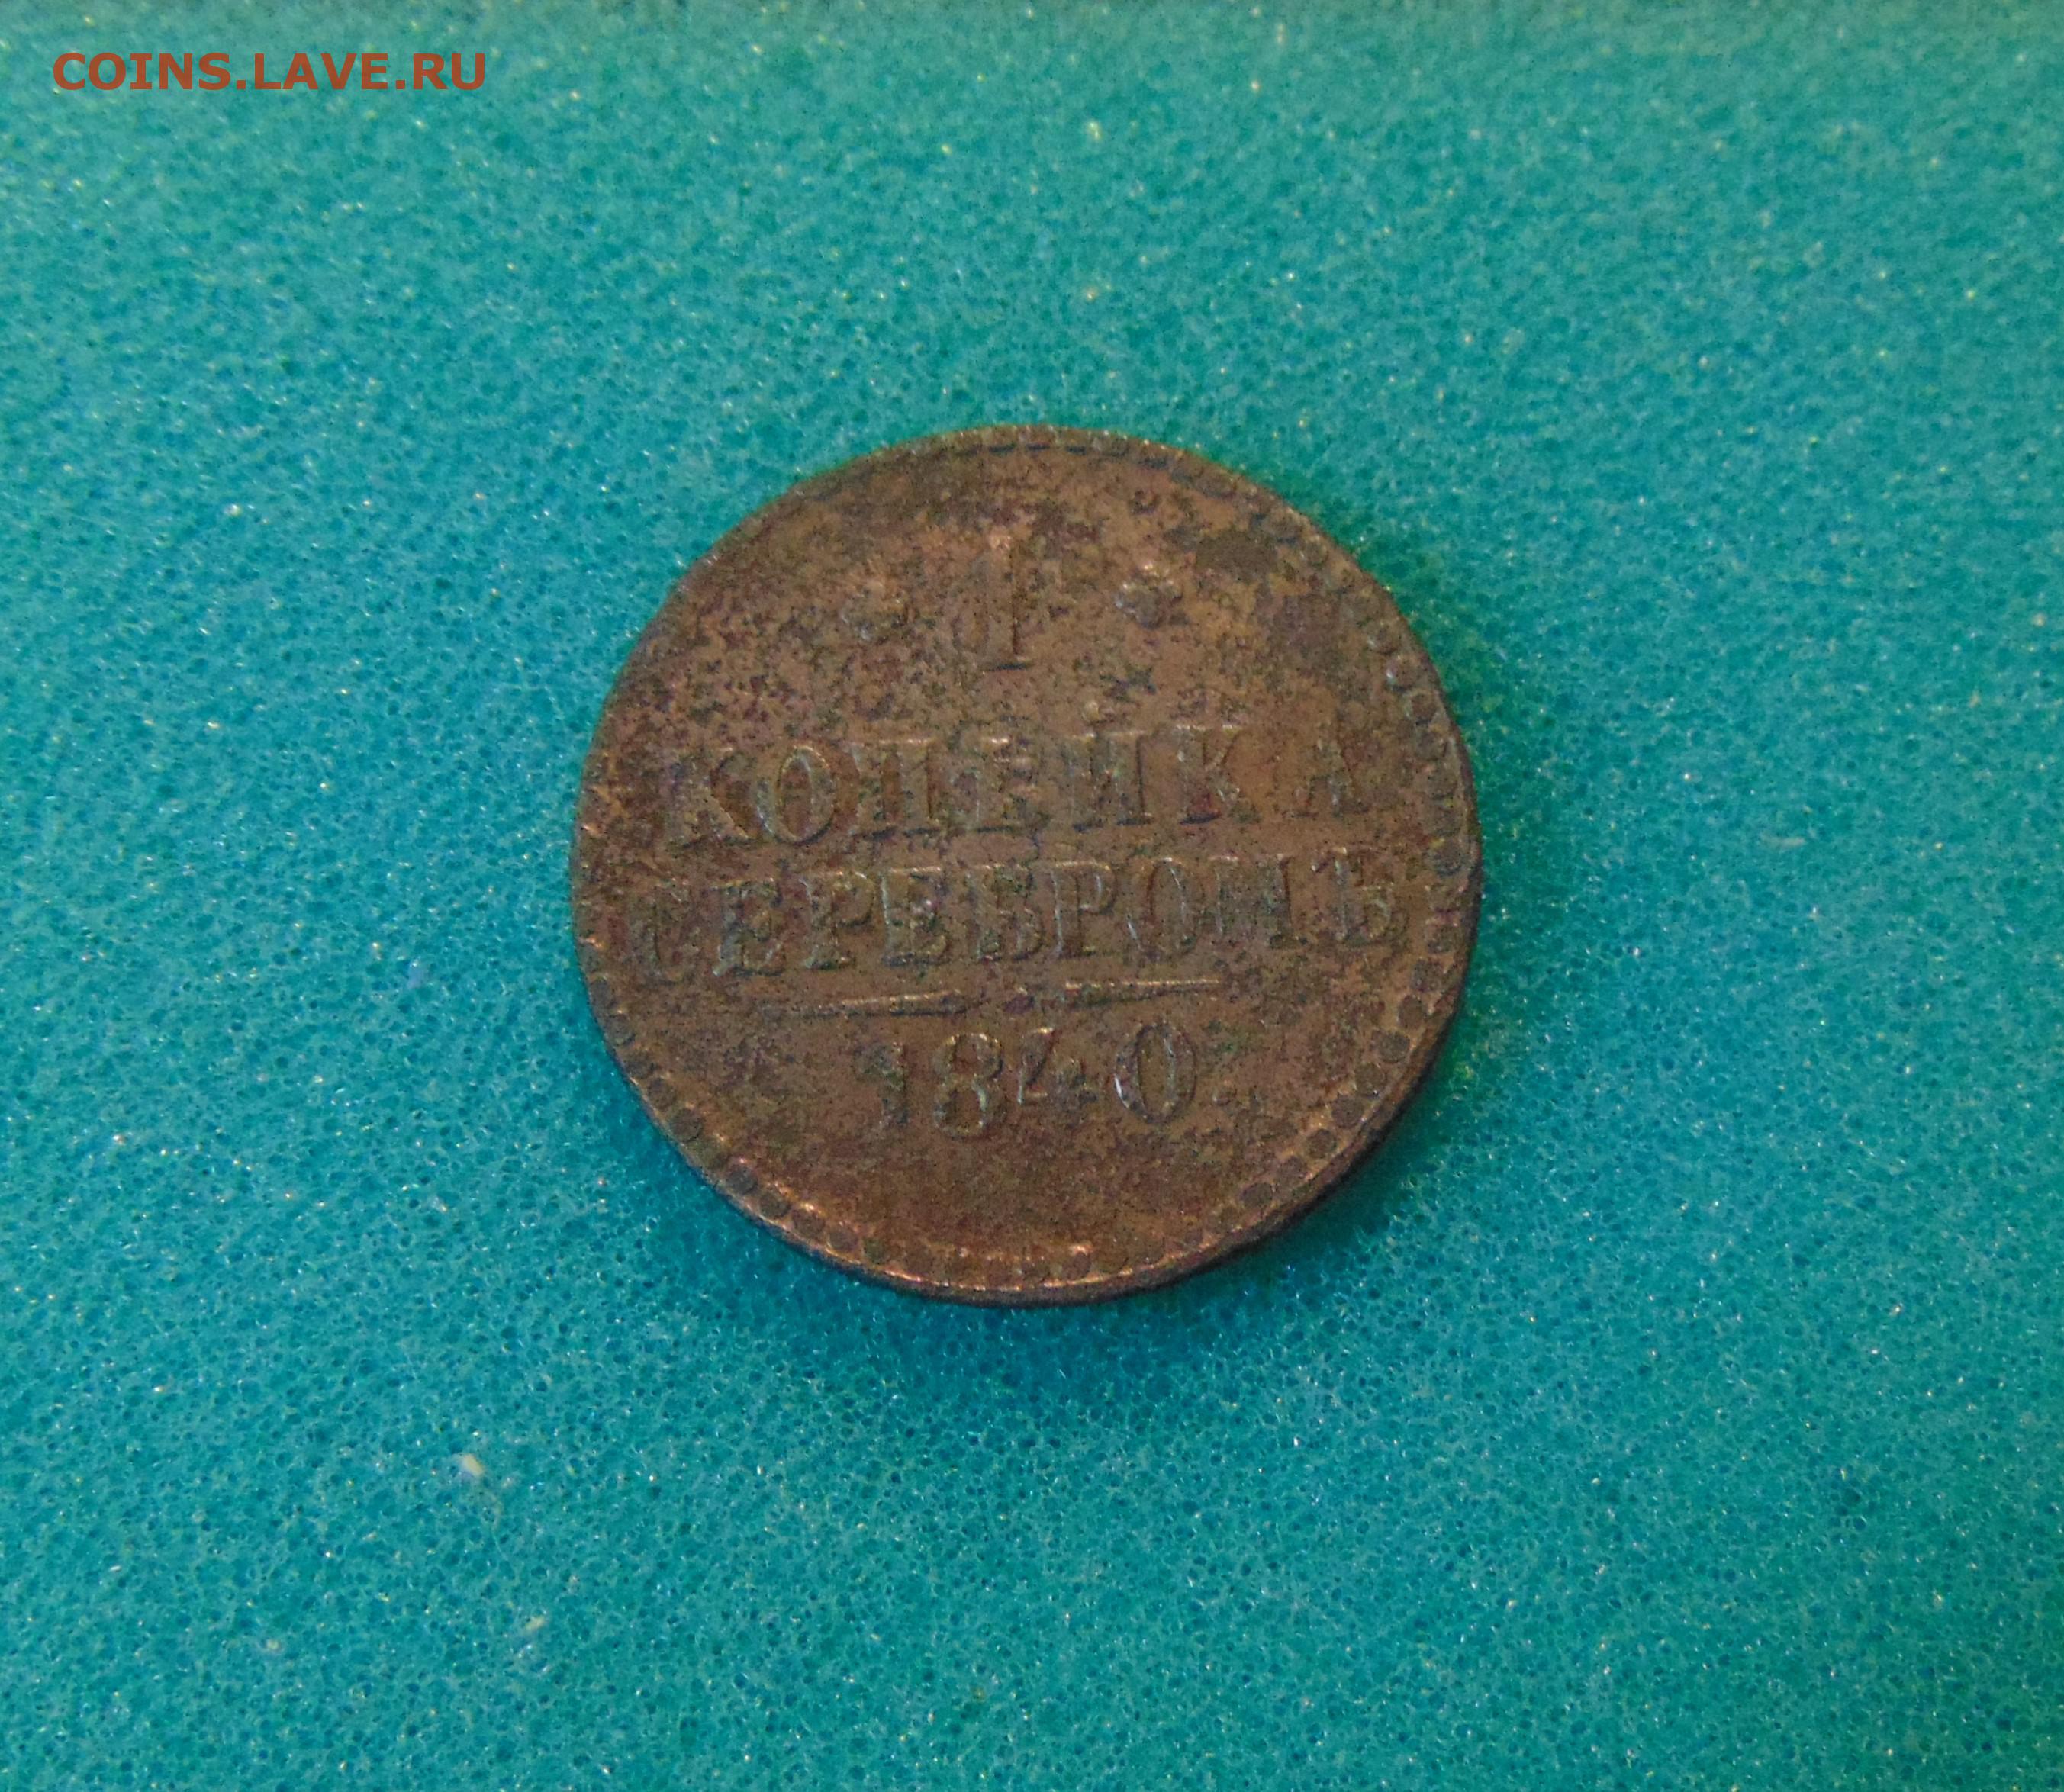 COINS.LAVE.RU
1
КОПѢЙКА
СЕРЕБРОМЪ
1840